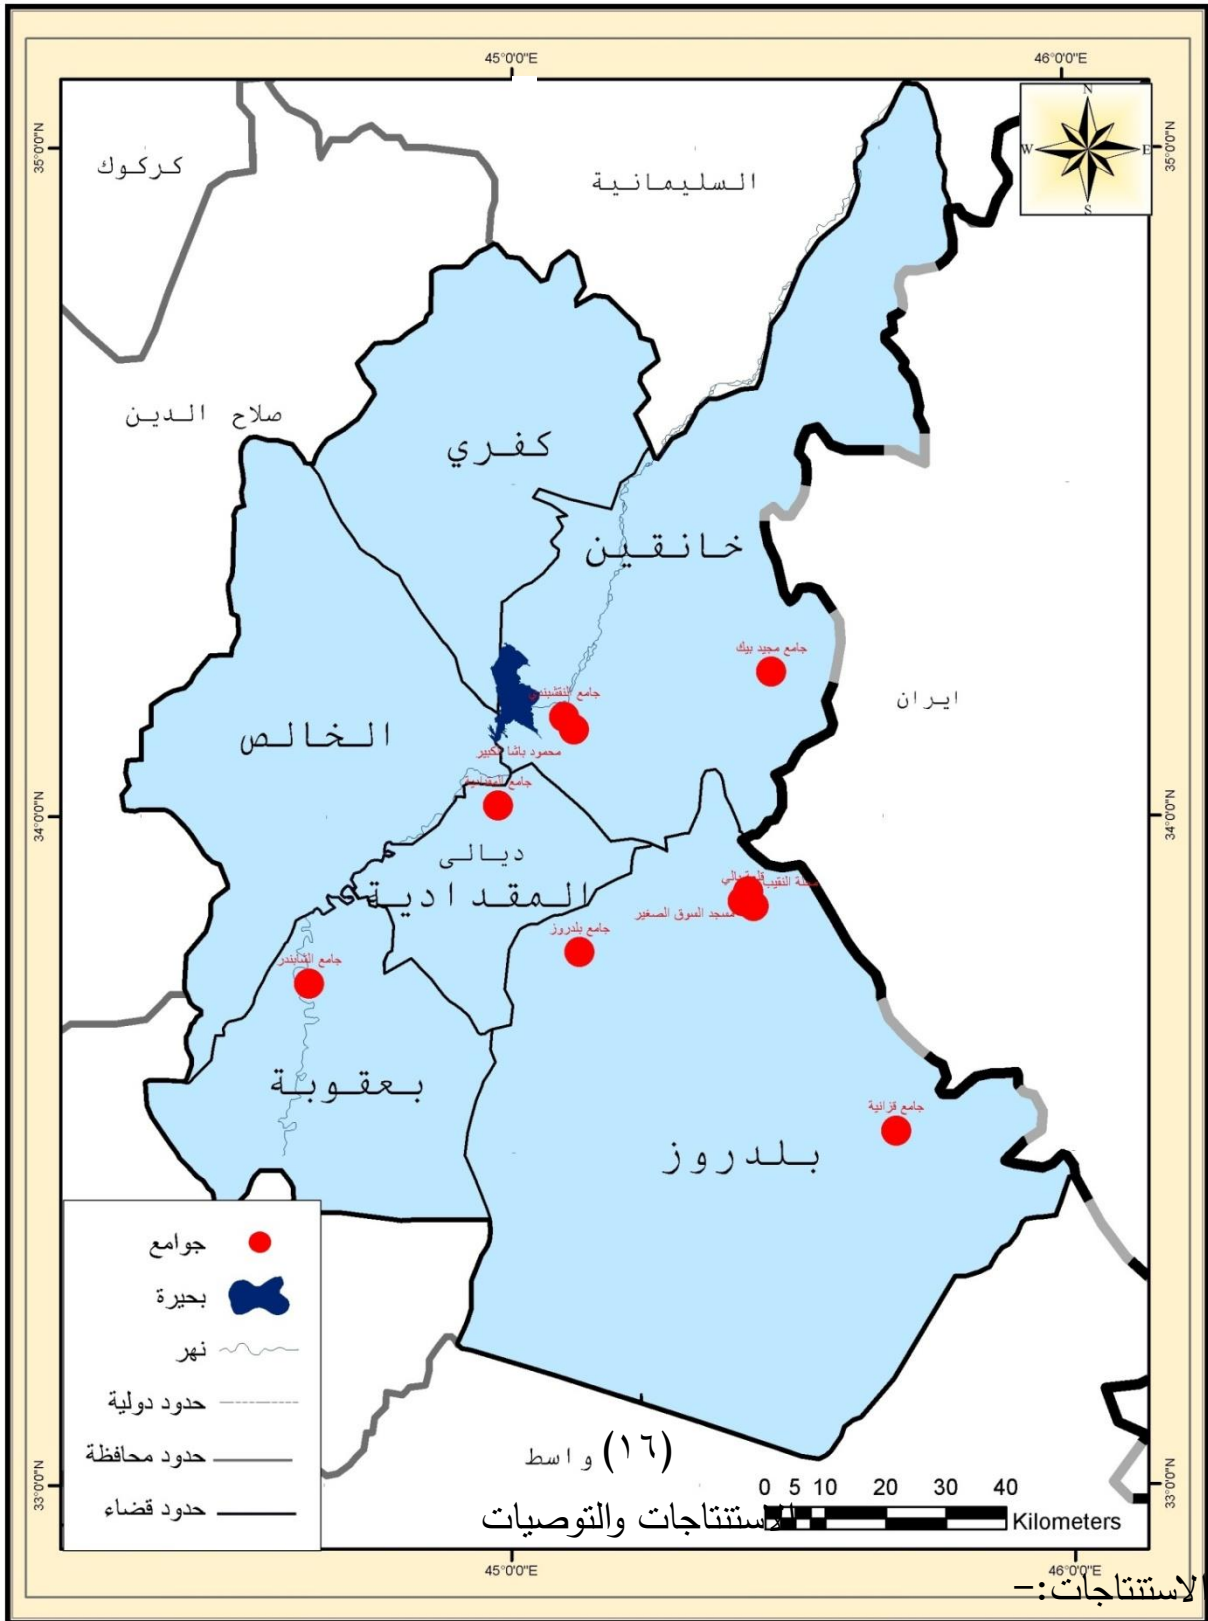 45°0'0"E
46°0'0"E
N
W
E
S
35°0'0"N
35°0'0"N
كركوك
السليمانية
صلاح الدين
كفري
خانقين
جامع مجيد بيك
ايران
جامع النقشبندي
الخالص
محمود باشا الكبير
جامع المقدادية
34°0'0"N
34°0'0"N
ديالى
المقدادية
محلة النقيب
مسجد السوق الصغير
جامع بلدروز
جامع الشابندر
بعقوبة
جامع قزانية
بلدروز
جوامع
بحيرة
نهر
حدود دولية
حدود محافظة
حدود قضاء
واسط
(١٦)
33°0'0"N
33°0'0"N
0 5 10 20 30 40
Kilometers
الاستنتاجات والتوصيات
45°0'0"E
46°0'0"E
الاستنتاجات:-